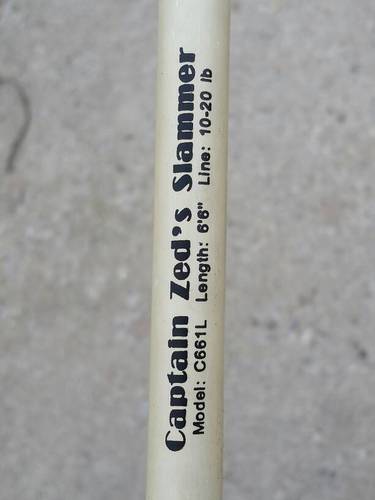 Captain Zed's Slammer
Model: C661L Length: 6'6" Line: 10-20 lb